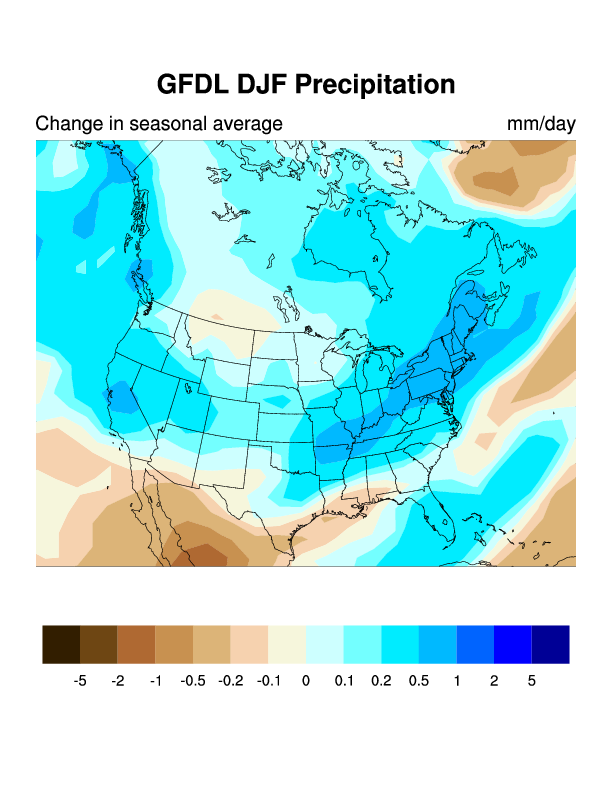 GFDL DJF Precipitation
Change in seasonal average mm/day
-5 -2 -1 -0.5 -0.2 -0.1 0 0.1 0.2 0.5 1 2 5